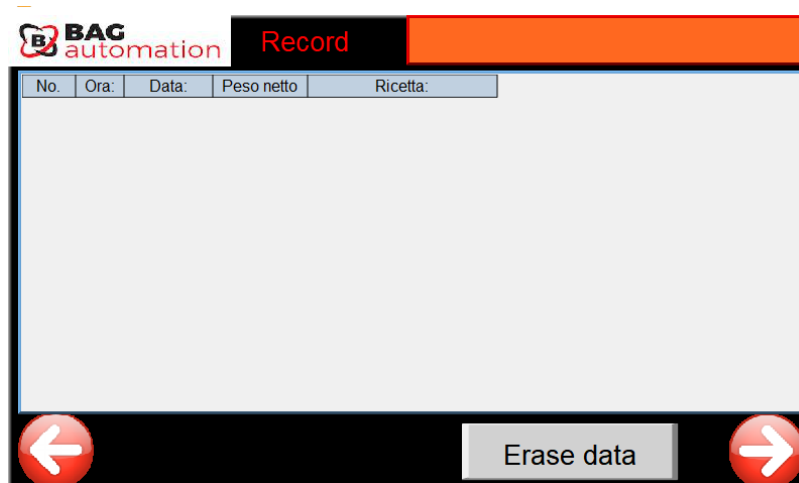 B BAG
automation
Record
No. Ora: Data: Peso netto Ricetta:
Erase data